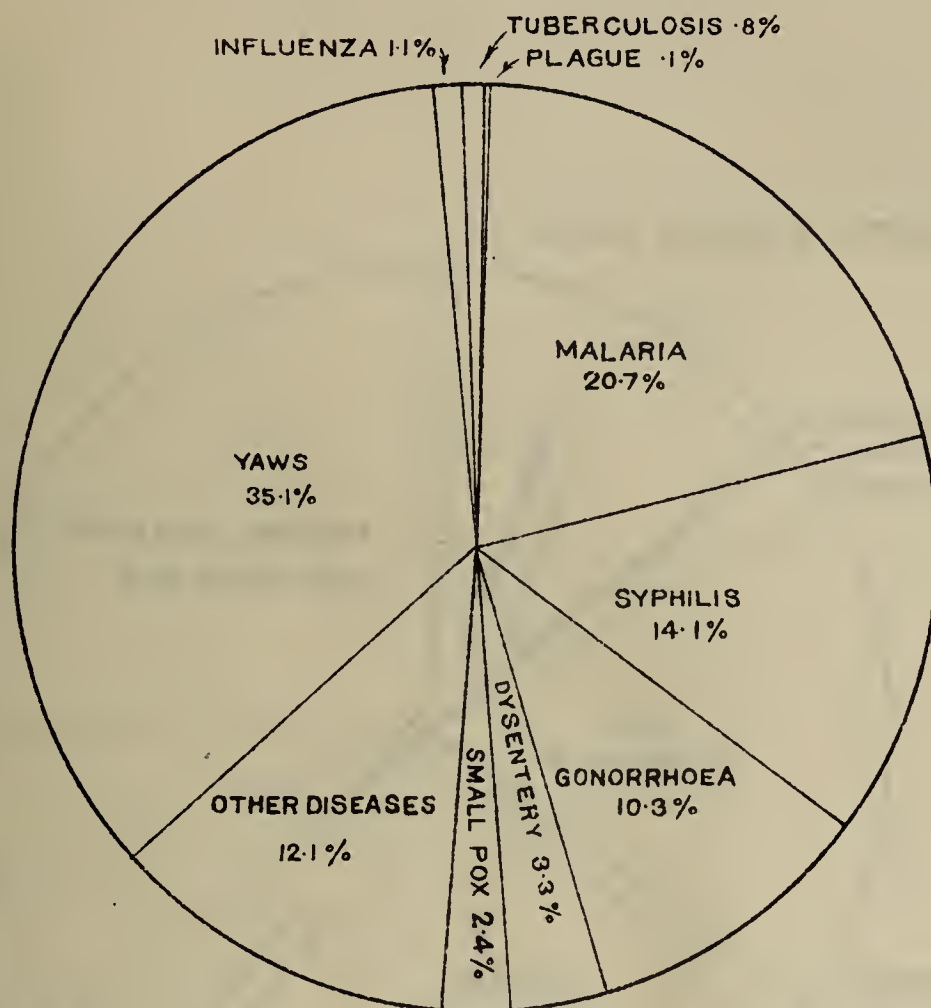 INFLUENZA 1·1%
TUBERCULOSIS ·8%
PLAGUE ·1%
MALARIA
20·7%
YAWS
35·1%
SYPHILIS
14·1%
DYSENTERY 3·3%
GONORRHOEA
10·3%
SMALL POX 2·4%
OTHER DISEASES
12·1%